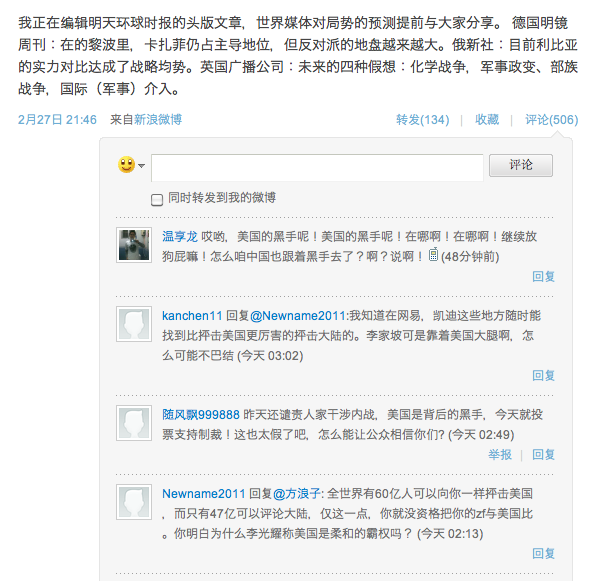 我正在编辑明天环球时报的头版文章，世界媒体对局势的预测提前与大家分享。 德国明镜
周刊：在的黎波里，卡扎菲仍占主导地位，但反对派的地盘越来越大。俄新社：目前利比亚
的实力对比达成了战略均势。英国广播公司：未来的四种假想：化学战争，军事政变、部族
战争，国际（军事）介入。
2月27日 21:46 来自新浪微博 转发(134) | 收藏 | 评论(506)
评论
同时转发到我的微博
温享龙 哎哟，美国的黑手呢！美国的黑手呢！在哪啊！在哪啊！继续放
狗屁嘛！怎么咱中国也跟着黑手去了？啊？说啊！ (48分钟前)
回复
kanchen11 回复@Newname2011:我知道在网易，凯迪这些地方随时能
找到比抨击美国更厉害的抨击大陆的。李家坡可是靠着美国大腿啊，怎
么可能不巴结 (今天 03:02)
回复
随风飘999888 昨天还谴责人家干涉内战，美国是背后的黑手，今天就投
票支持制裁！这也太假了吧，怎么能让公众相信你们? (今天 02:49)
举报 | 回复
Newname2011 回复@方浪子: 全世界有60亿人可以向你一样抨击美国
，而只有47亿可以评论大陆，仅这一点，你就没资格把你的zf与美国比
。你明白为什么李光耀称美国是柔和的霸权吗？ (今天 02:13)
回复